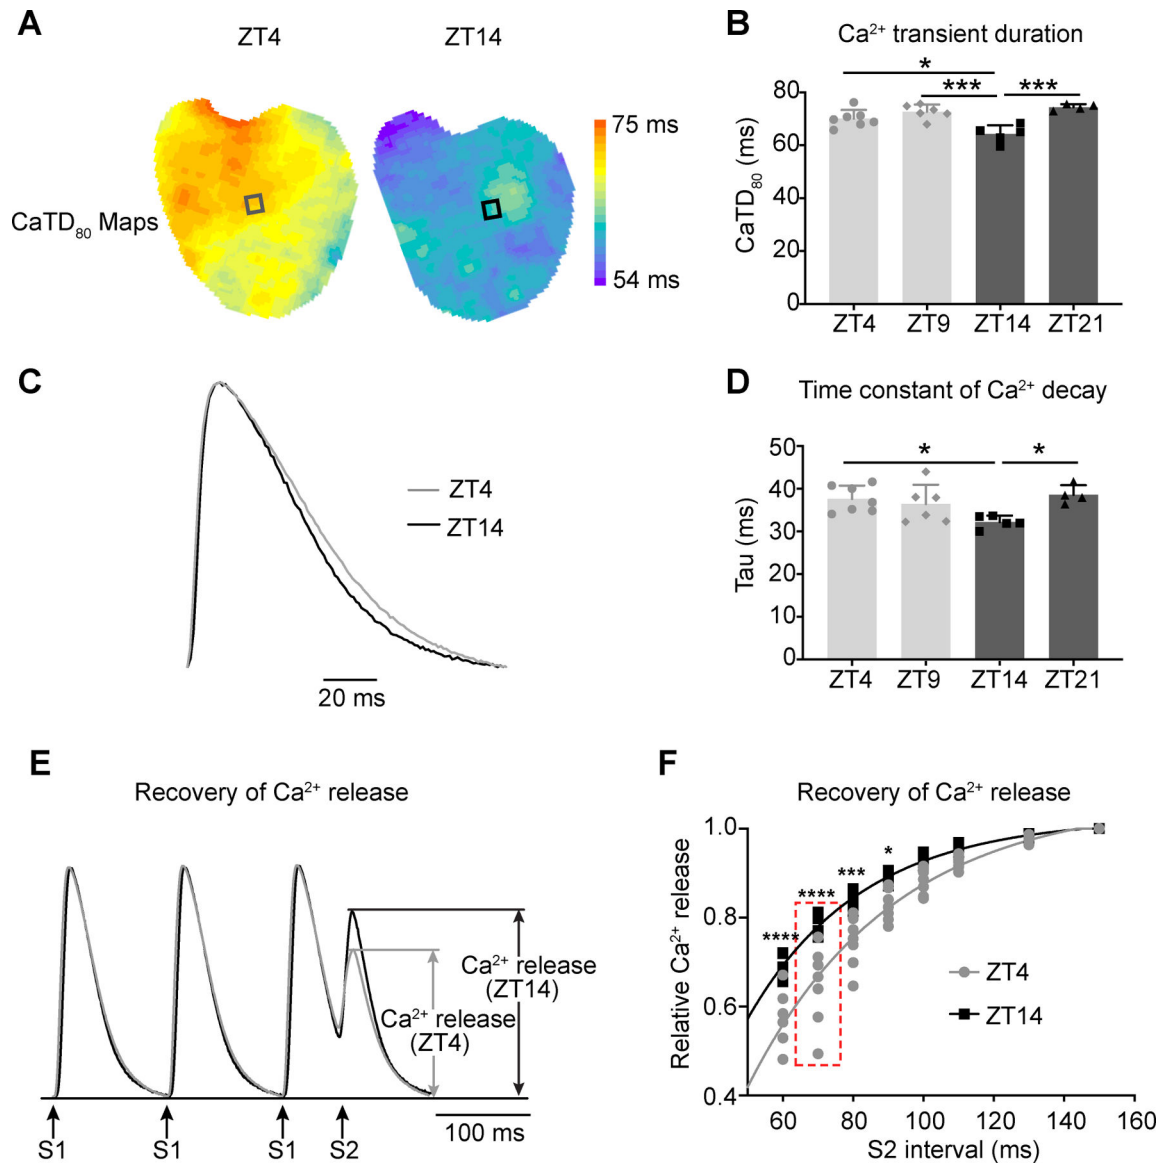 A
ZT4
ZT14
CaTD80 Maps
75 ms
54 ms
B
Ca2+ transient duration
*
***
***
CaTD80 (ms)
80
60
40
20
0
ZT4
ZT9
ZT14
ZT21
C
ZT4
ZT14
20 ms
D
Time constant of Ca2+ decay
*
*
Tau (ms)
50
40
30
20
10
0
ZT4
ZT9
ZT14
ZT21
E
Recovery of Ca2+ release
Ca2+ release
(ZT14)
Ca2+ release
(ZT4)
S1
S1
S1
S2
100 ms
F
Recovery of Ca2+ release
Relative Ca2+ release
1.0
0.8
0.6
0.4
****
****
***
*
ZT4
ZT14
60
80
100
120
140
160
S2 interval (ms)